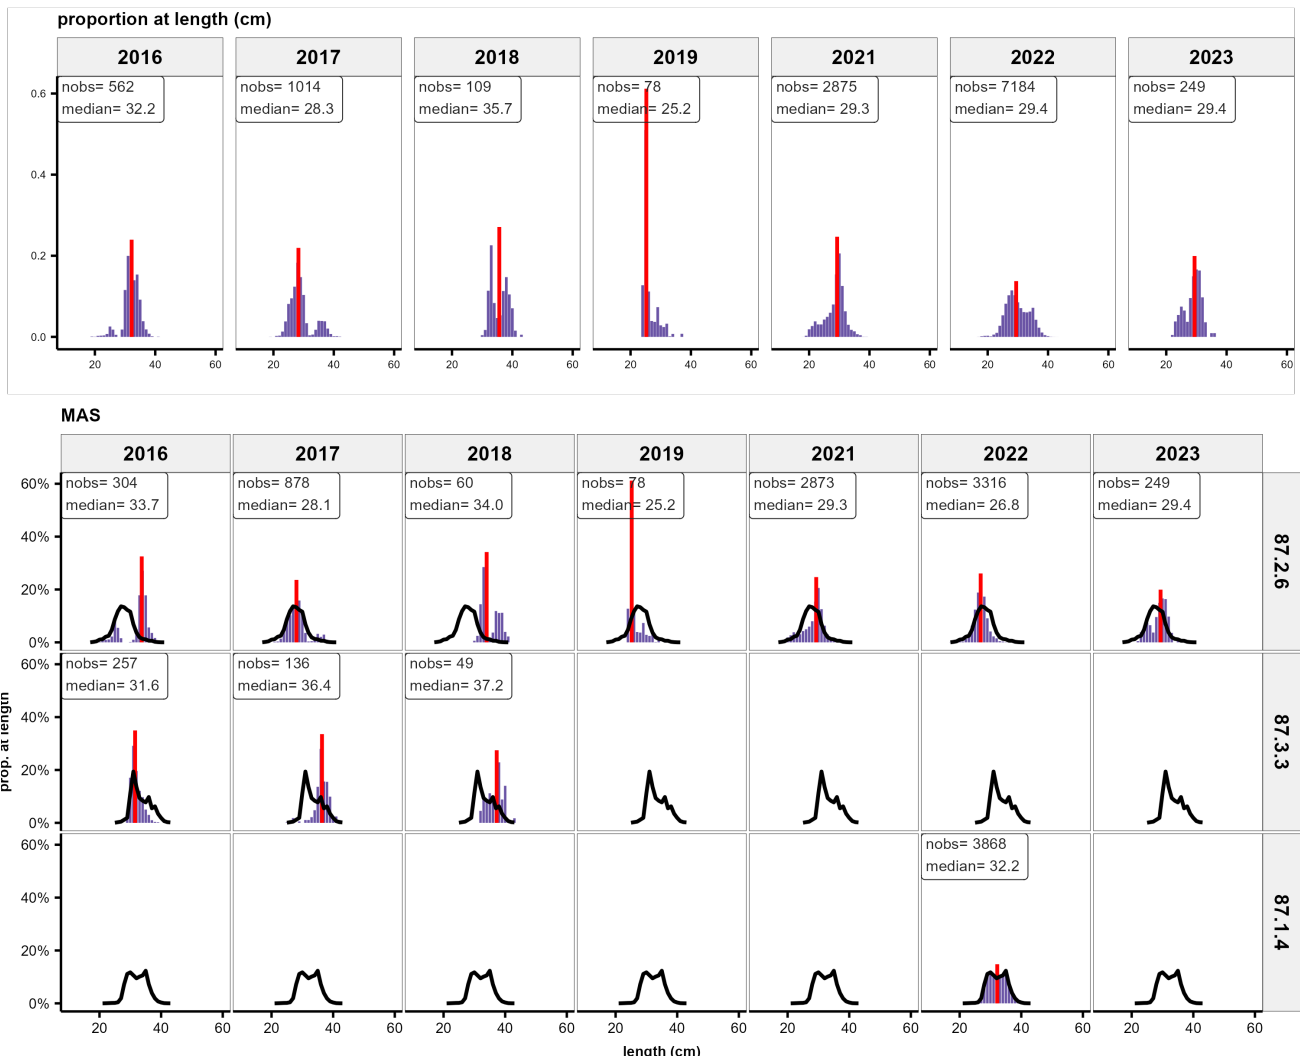 proportion at length (cm)
2016 2017 2018 2019 2021 2022 2023
nobs= 562 nobs= 1014 nobs= 109 nobs= 78 nobs= 2875 nobs= 7184 nobs= 249
median= 32.2 median= 28.3 median= 35.7 median= 25.2 median= 29.3 median= 29.4 median= 29.4
0.6
0.4
0.2
0.0
20 40 60 20 40 60 20 40 60 20 40 60 20 40 60 20 40 60 20 40 60
MAS
2016 2017 2018 2019 2021 2022 2023
60% nobs= 304 nobs= 878 nobs= 60 nobs= 78 nobs= 2873 nobs= 3316 nobs= 249
median= 33.7 median= 28.1 median= 34.0 median= 25.2 median= 29.3 median= 26.8 median= 29.4
40%
20%
0%
87.2.6
60% nobs= 257 nobs= 136 nobs= 49
median= 31.6 median= 36.4 median= 37.2
40%
20%
0%
87.3.3
prop. at length
60% nobs= 3868
median= 32.2
40%
20%
0%
87.1.4
20 40 60 20 40 60 20 40 60 20 40 60 20 40 60 20 40 60 20 40 60
length (cm)